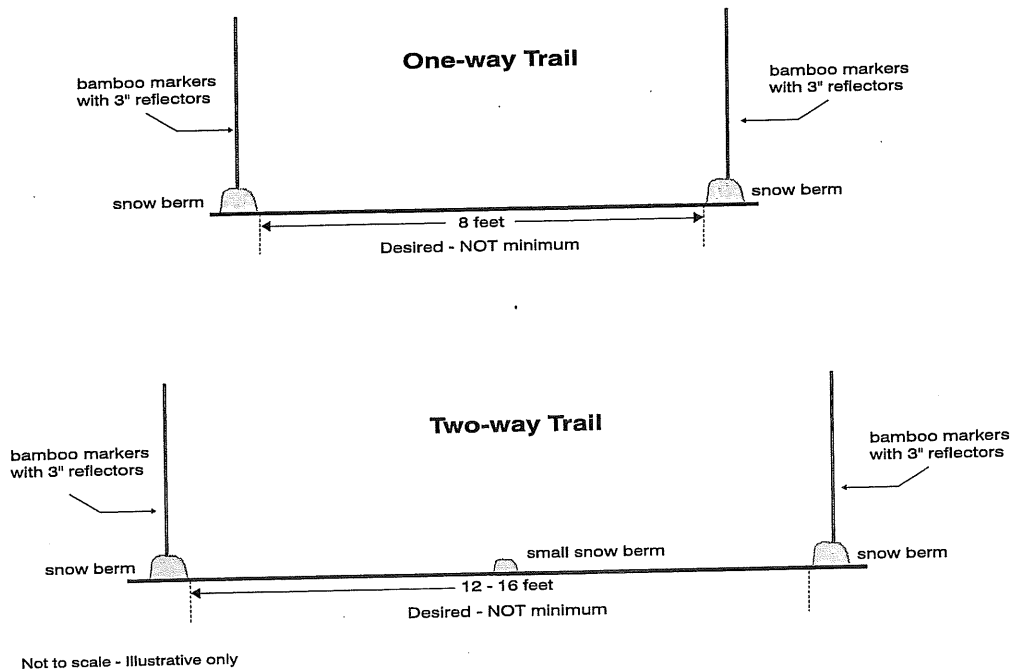 One-way Trail
bamboo markers
with 3" reflectors
bamboo markers
with 3" reflectors
snow berm
snow berm
8 feet
Desired - NOT minimum
Two-way Trail
bamboo markers
with 3" reflectors
bamboo markers
with 3" reflectors
small snow berm
snow berm
snow berm
12 - 16 feet
Desired - NOT minimum
Not to scale - Illustrative only